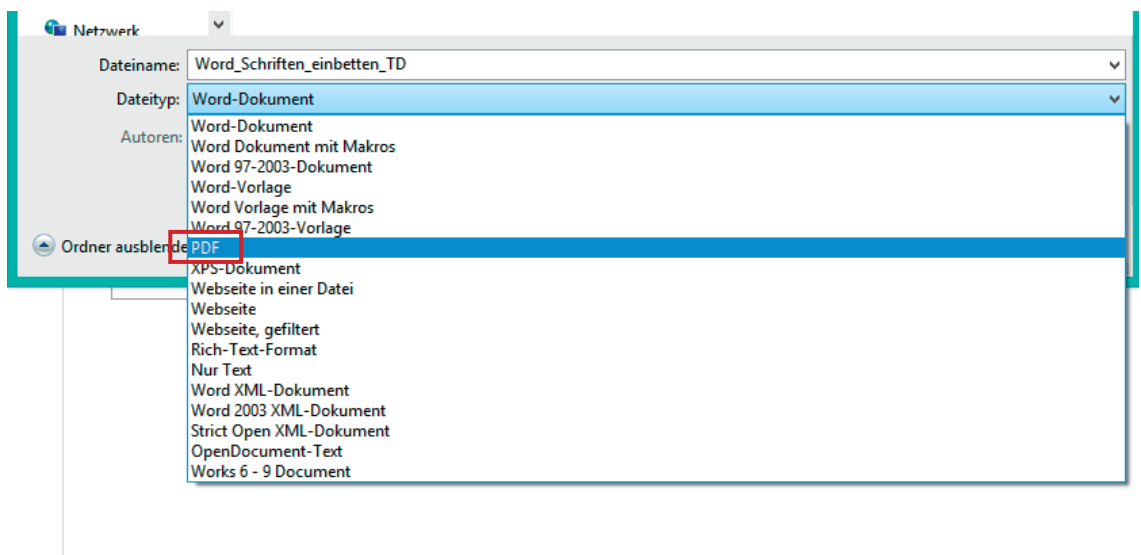 Netzwerk
Dateiname: Word_Schriften_einbetten_TD
Dateityp: Word-Dokument
Autoren:
Word-Dokument
Word Dokument mit Makros
Word 97-2003-Dokument
Word-Vorlage
Word Vorlage mit Makros
Word 97-2003-Vorlage
Ordner ausblende
PDF
XPS-Dokument
Webseite in einer Datei
Webseite
Webseite, gefiltert
Rich-Text-Format
Nur Text
Word XML-Dokument
Word 2003 XML-Dokument
Strict Open XML-Dokument
OpenDocument-Text
Works 6 - 9 Document